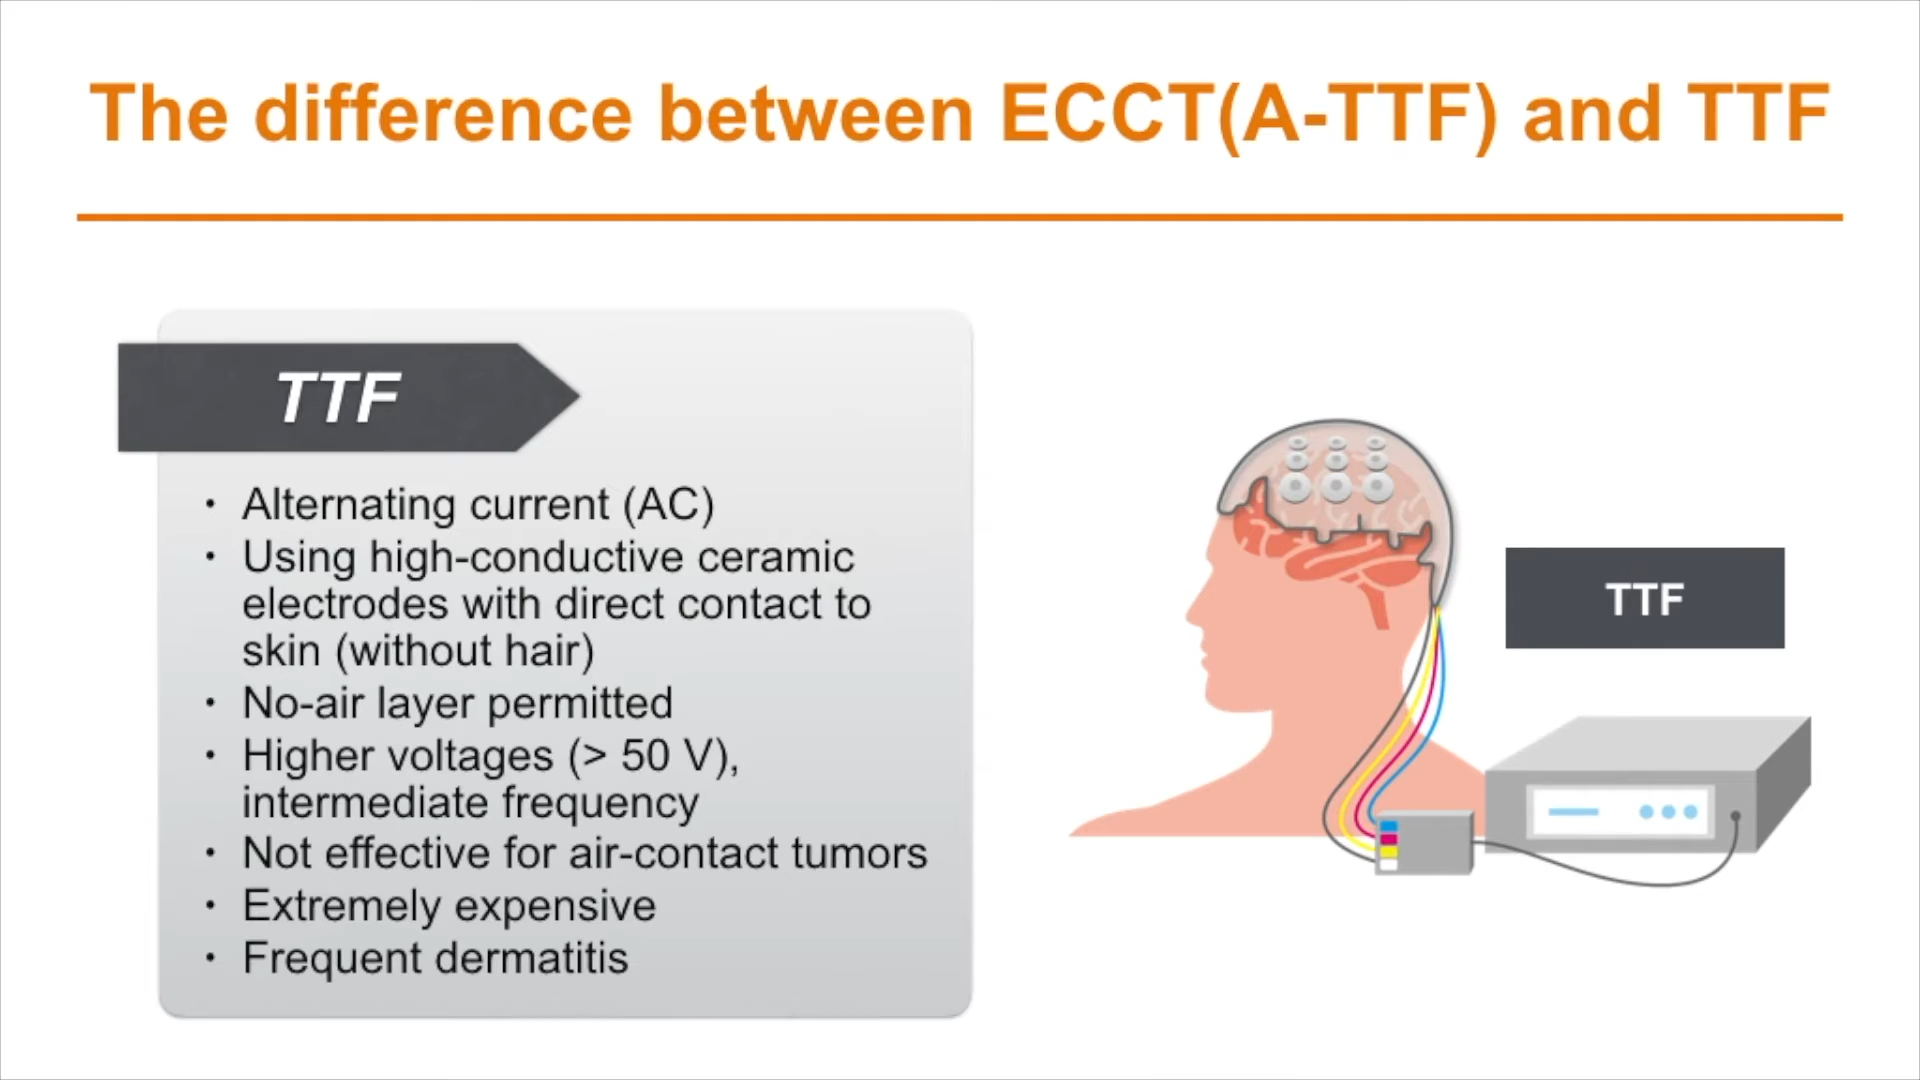 The difference between ECCT(A-TTF) and TTF
TTF
• Alternating current (AC)
• Using high-conductive ceramic
electrodes with direct contact to
skin (without hair)
• No-air layer permitted
• Higher voltages (> 50 V),
intermediate frequency
• Not effective for air-contact tumors
• Extremely expensive
• Frequent dermatitis
TTF